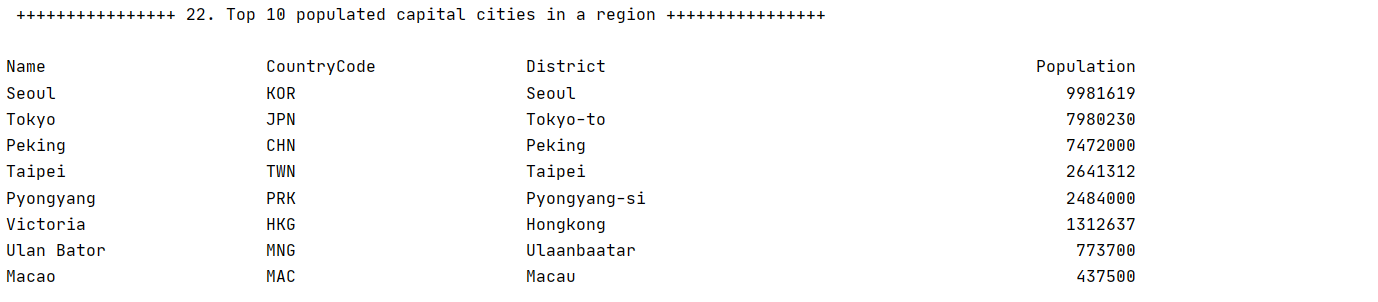 ++++++++++++++++ 22. Top 10 populated capital cities in a region ++++++++++++++++
Name CountryCode District Population
Seoul KOR Seoul 9981619
Tokyo JPN Tokyo-to 7980230
Peking CHN Peking 7472000
Taipei TWN Taipei 2641312
Pyongyang PRK Pyongyang-si 2484000
Victoria HKG Hongkong 1312637
Ulan Bator MNG Ulaanbaatar 773700
Macao MAC Macau 437500